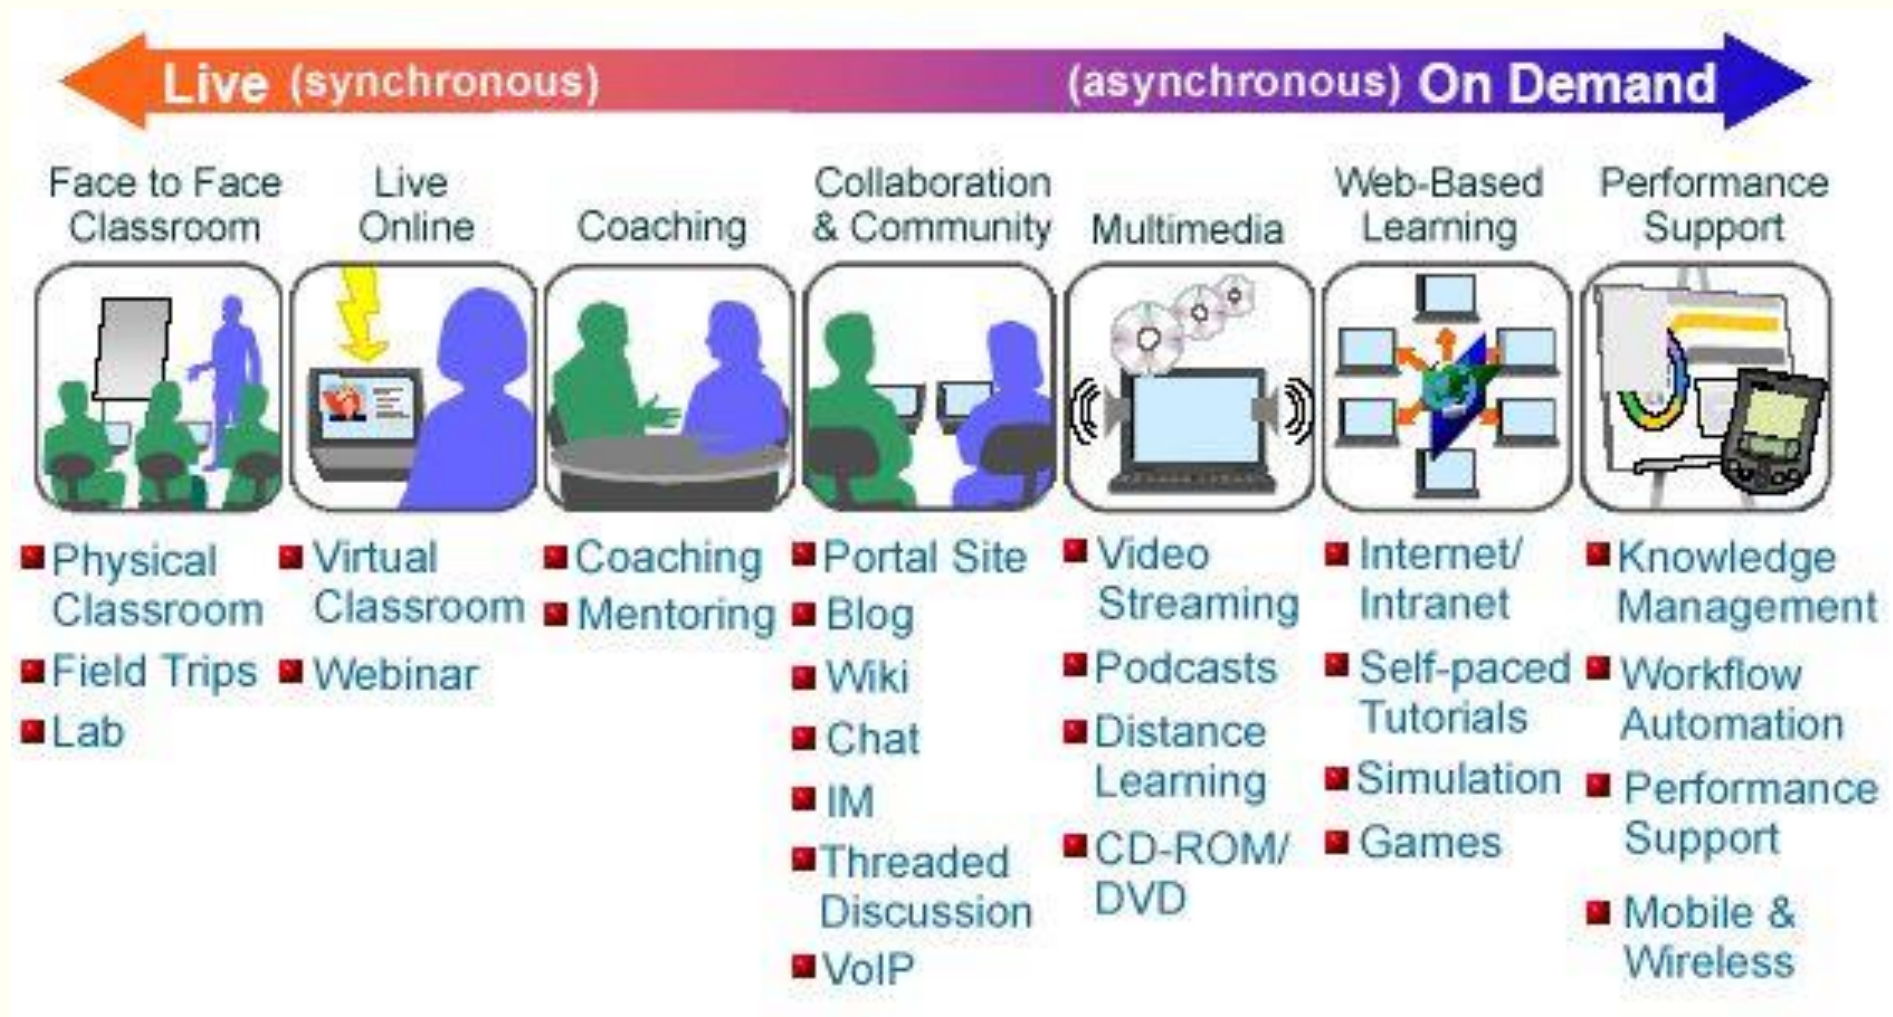 Live (synchronous) (asynchronous) On Demand
Face to Face
Classroom
Live
Online
Coaching
Collaboration
& Community
Multimedia
Web-Based
Learning
Performance
Support
Physical
Classroom
Field Trips
Lab
Virtual
Classroom
Webinar
Coaching
Mentoring
Portal Site
Blog
Wiki
Chat
IM
Threaded
Discussion
VoIP
Video
Streaming
Podcasts
Distance
Learning
CD-ROM/
DVD
Internet/
Intranet
Self-paced
Tutorials
Simulation
Games
Knowledge
Management
Workflow
Automation
Performance
Support
Mobile &
Wireless